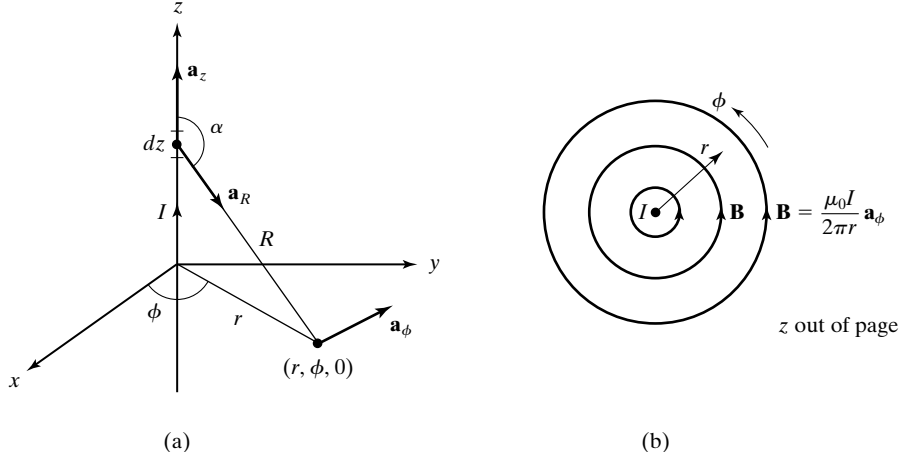 z
a_z
α
dz
a_R
I
R
y
ϕ
r
a_ϕ
(r, ϕ, 0)
x
(a)
ϕ
r
I
B
B = μ₀I / 2πr a_ϕ
z out of page
(b)